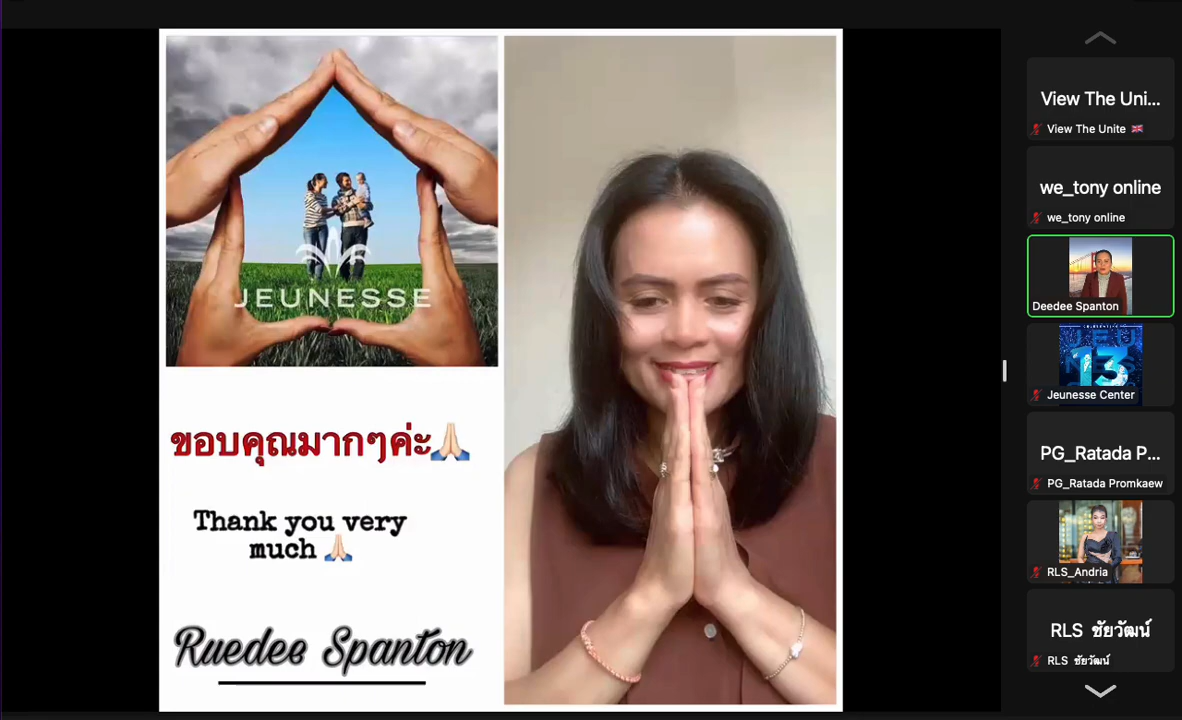 JEUNESSE
ขอบคุณมากๆค่ะ🙏🏻
Thank you very
much 🙏🏻
Ruedee Spanton
View The Uni...
View The Unite 🇬🇧
we_tony online
we_tony online
Deedee Spanton
13
Jeunesse Center
PG_Ratada P...
PG_Ratada Promkaew
RLS_Andria
RLS ชัยวัฒน์
RLS ชัยวัฒน์